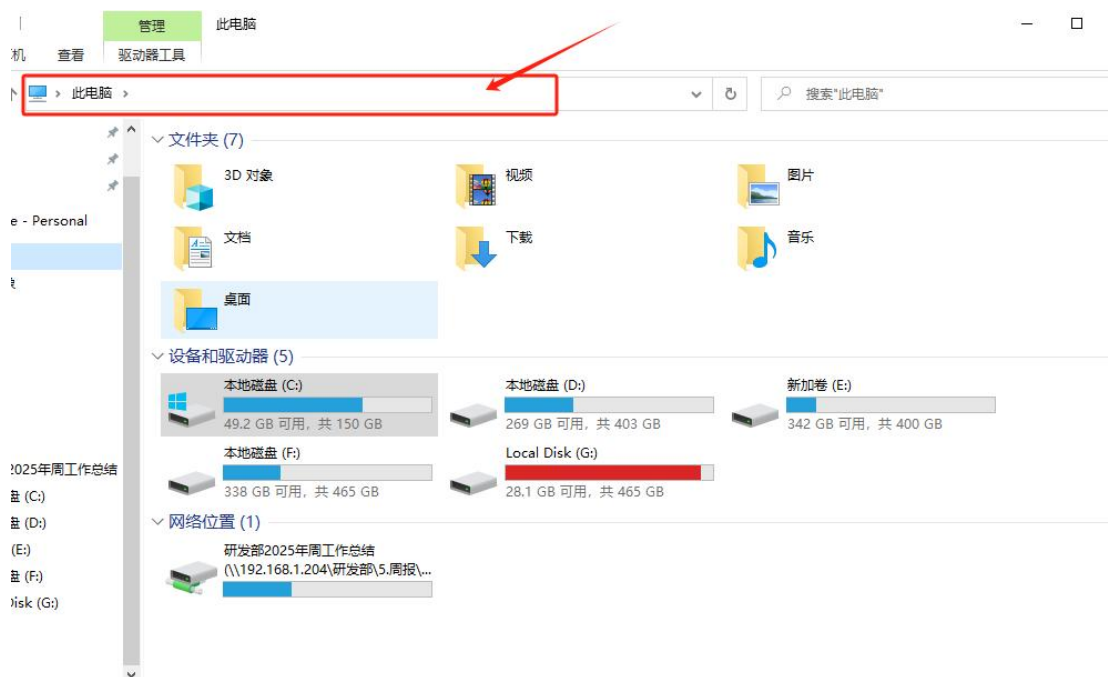 管理
此电脑
机
查看
驱动器工具
此电脑
搜索"此电脑"
e - Personal
2025年周工作总结
盘 (C:)
盘 (D:)
(E:)
盘 (F:)
Disk (G:)
文件夹 (7)
3D 对象
视频
图片
文档
下载
音乐
桌面
设备和驱动器 (5)
本地磁盘 (C:)
49.2 GB 可用，共 150 GB
本地磁盘 (D:)
269 GB 可用，共 403 GB
新加卷 (E:)
342 GB 可用，共 400 GB
本地磁盘 (F:)
338 GB 可用，共 465 GB
Local Disk (G:)
28.1 GB 可用，共 465 GB
网络位置 (1)
研发部2025年周工作总结
(\\192.168.1.204\研发部\5.周报\...